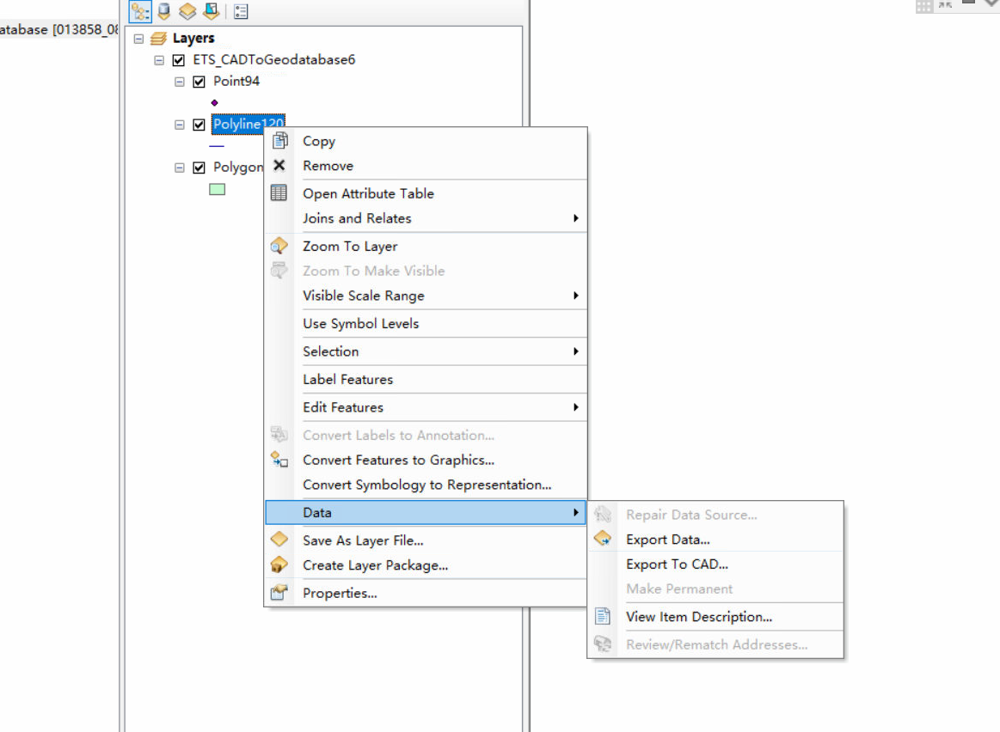 atabase [013858_08
Layers
ETS_CADToGeodatabase6
Point94
Polyline120
Polygon
Copy
Remove
Open Attribute Table
Joins and Relates
Zoom To Layer
Zoom To Make Visible
Visible Scale Range
Use Symbol Levels
Selection
Label Features
Edit Features
Convert Labels to Annotation...
Convert Features to Graphics...
Convert Symbology to Representation...
Data
Save As Layer File...
Create Layer Package...
Properties...
Repair Data Source...
Export Data...
Export To CAD...
Make Permanent
View Item Description...
Review/Rematch Addresses...